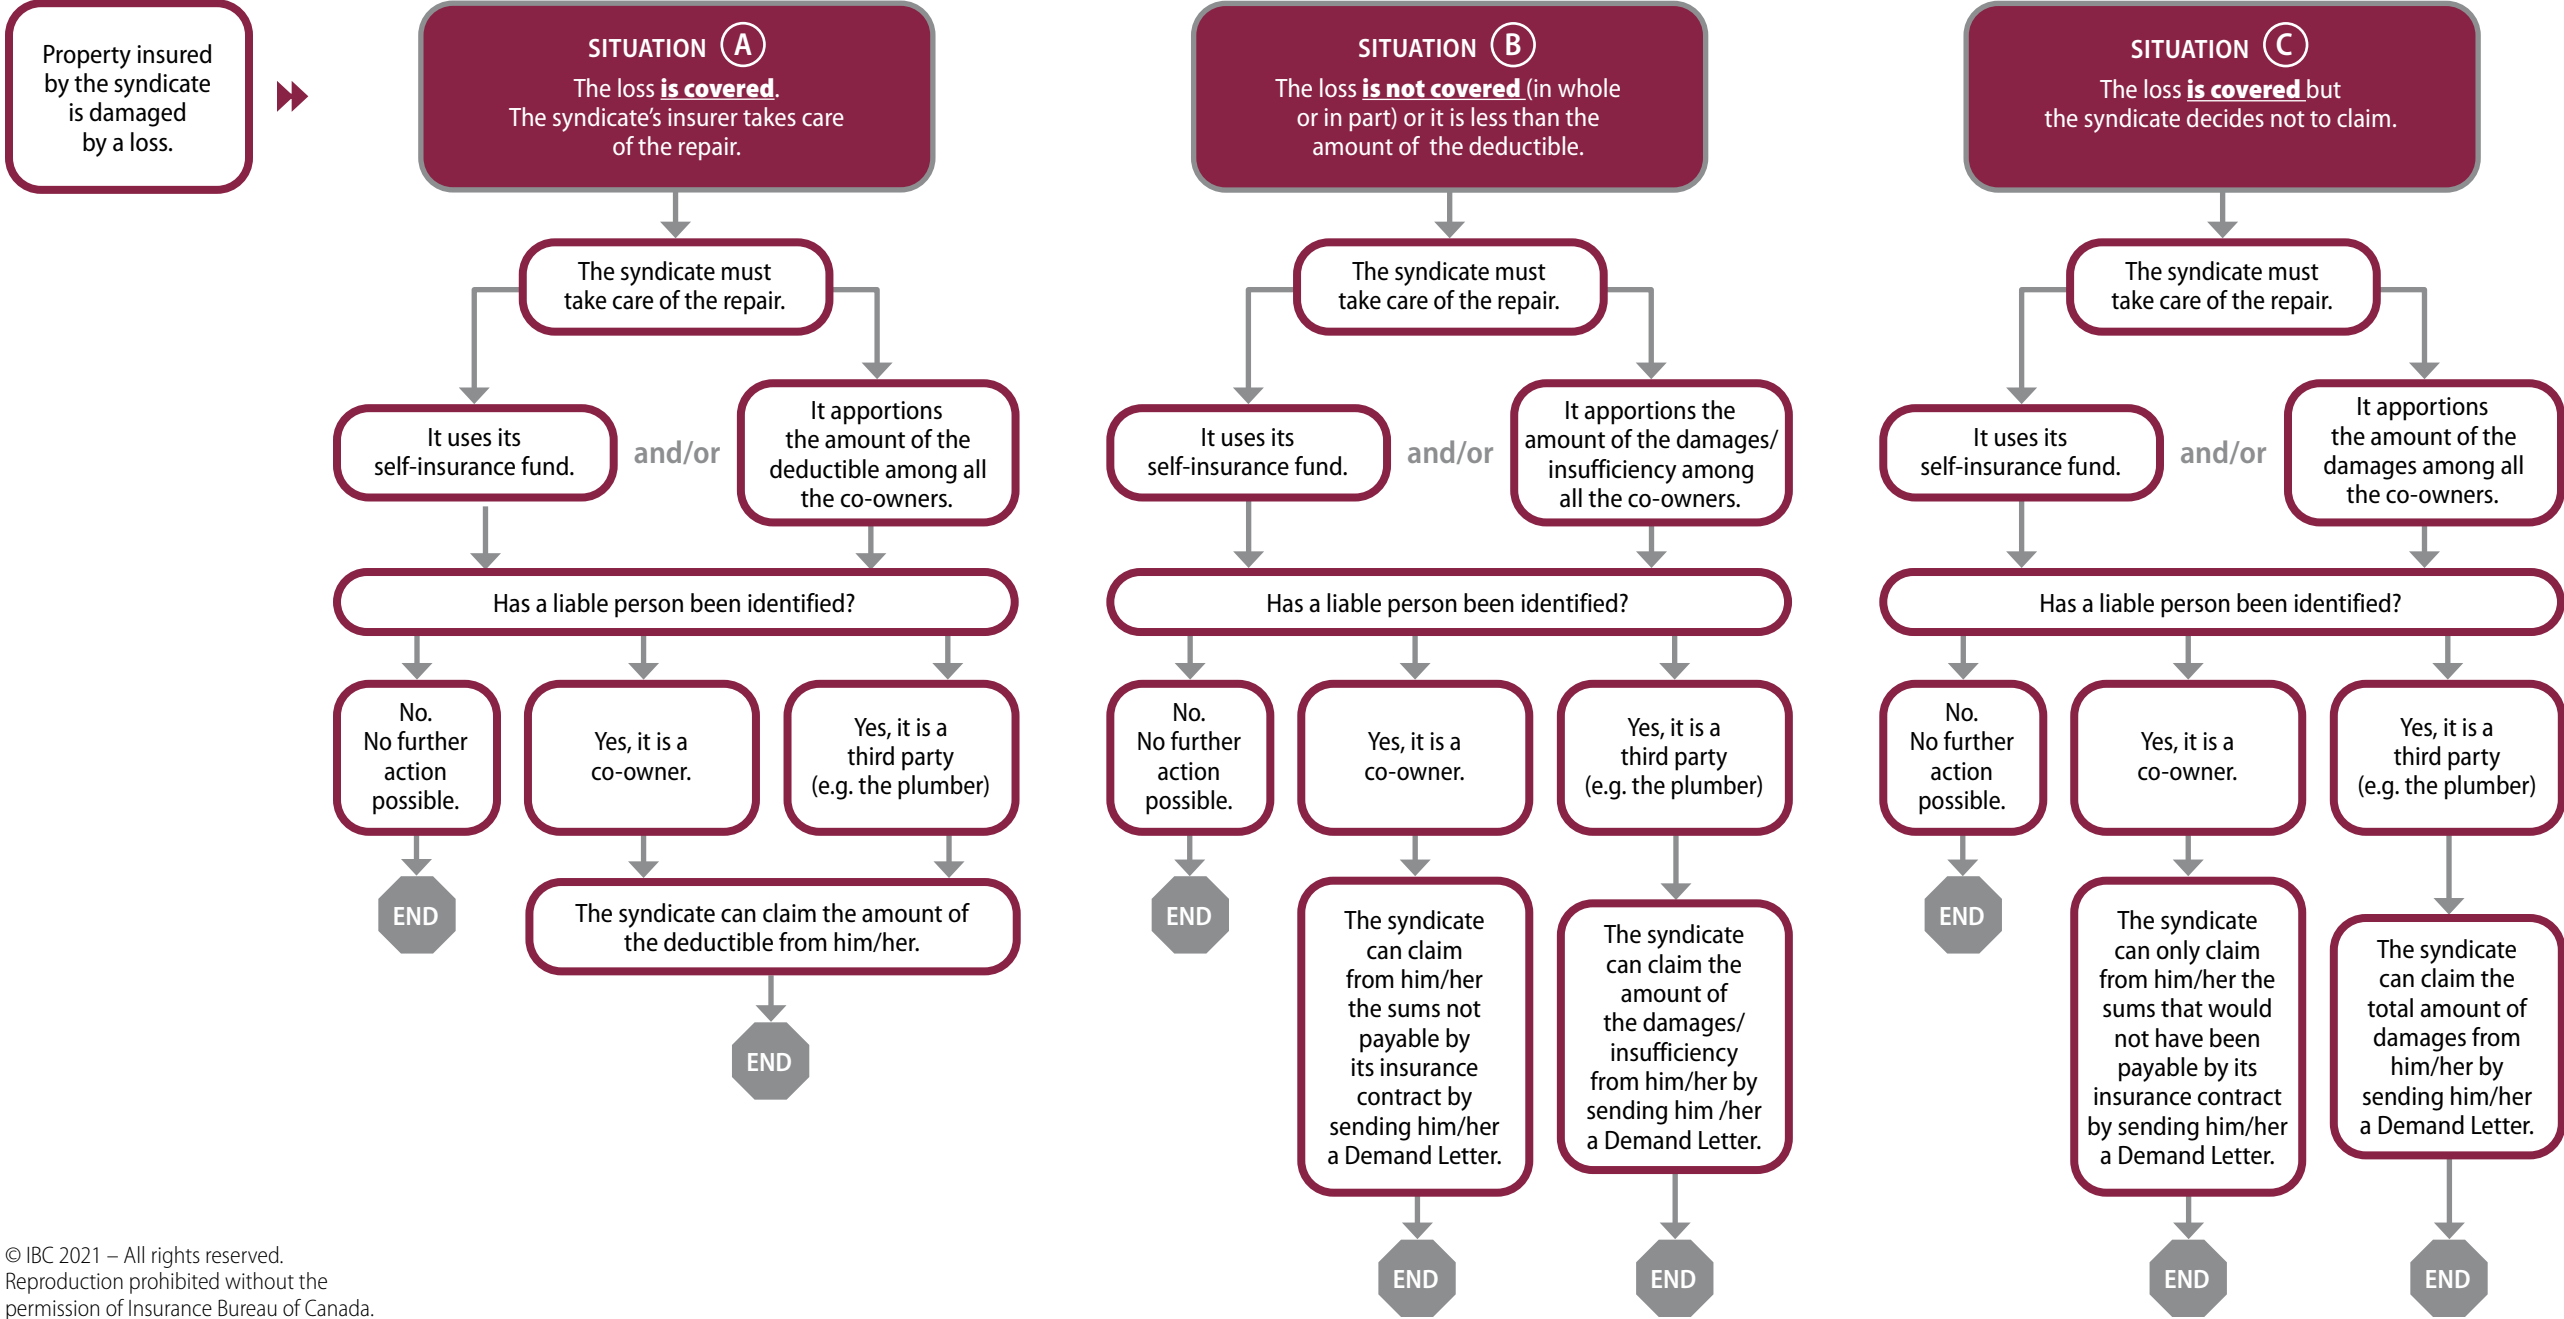 Property insured
by the syndicate
is damaged
by a loss.
SITUATION A
The loss is covered.
The syndicate’s insurer takes care
of the repair.
The syndicate must
take care of the repair.
It uses its
self-insurance fund.
and/or
It apportions
the amount of the
deductible among all
the co-owners.
Has a liable person been identified?
No.
No further
action
possible.
Yes, it is a
co-owner.
Yes, it is a
third party
(e.g. the plumber)
END
The syndicate can claim the amount of
the deductible from him/her.
END
SITUATION B
The loss is not covered (in whole
or in part) or it is less than the
amount of the deductible.
The syndicate must
take care of the repair.
It uses its
self-insurance fund.
and/or
It apportions the
amount of the damages/
insufficiency among
all the co-owners.
Has a liable person been identified?
No.
No further
action
possible.
Yes, it is a
co-owner.
Yes, it is a
third party
(e.g. the plumber)
END
The syndicate
can claim
from him/her
the sums not
payable by
its insurance
contract by
sending him/her
a Demand Letter.
The syndicate
can claim the
amount of
the damages/
insufficiency
from him/her by
sending him /her
a Demand Letter.
END
END
SITUATION C
The loss is covered but
the syndicate decides not to claim.
The syndicate must
take care of the repair.
It uses its
self-insurance fund.
and/or
It apportions
the amount of the
damages among all
the co-owners.
Has a liable person been identified?
No.
No further
action
possible.
Yes, it is a
co-owner.
Yes, it is a
third party
(e.g. the plumber)
END
The syndicate
can only claim
from him/her the
sums that would
not have been
payable by its
insurance contract
by sending him/her
a Demand Letter.
The syndicate
can claim the
total amount of
damages from
him/her by
sending him/her
a Demand Letter.
END
END
© IBC 2021 – All rights reserved.
Reproduction prohibited without the
permission of Insurance Bureau of Canada.